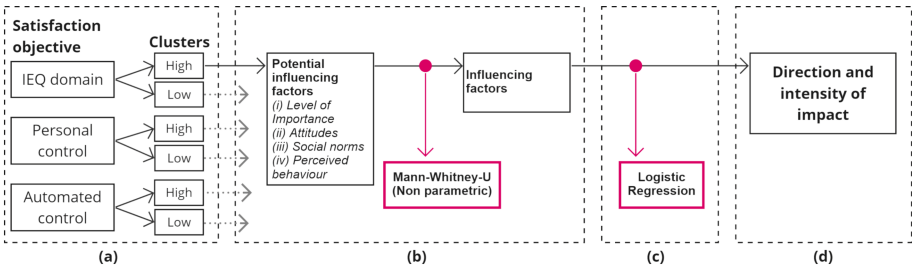 Satisfaction
objective
Clusters
IEQ domain
High
Low
Personal
control
High
Low
Automated
control
High
Low
(a)
Potential
influencing
factors
(i) Level of
Importance
(ii) Attitudes
(iii) Social norms
(iv) Perceived
behaviour
Mann-Whitney-U
(Non parametric)
Influencing
factors
(b)
Logistic
Regression
(c)
Direction and
intensity of
impact
(d)